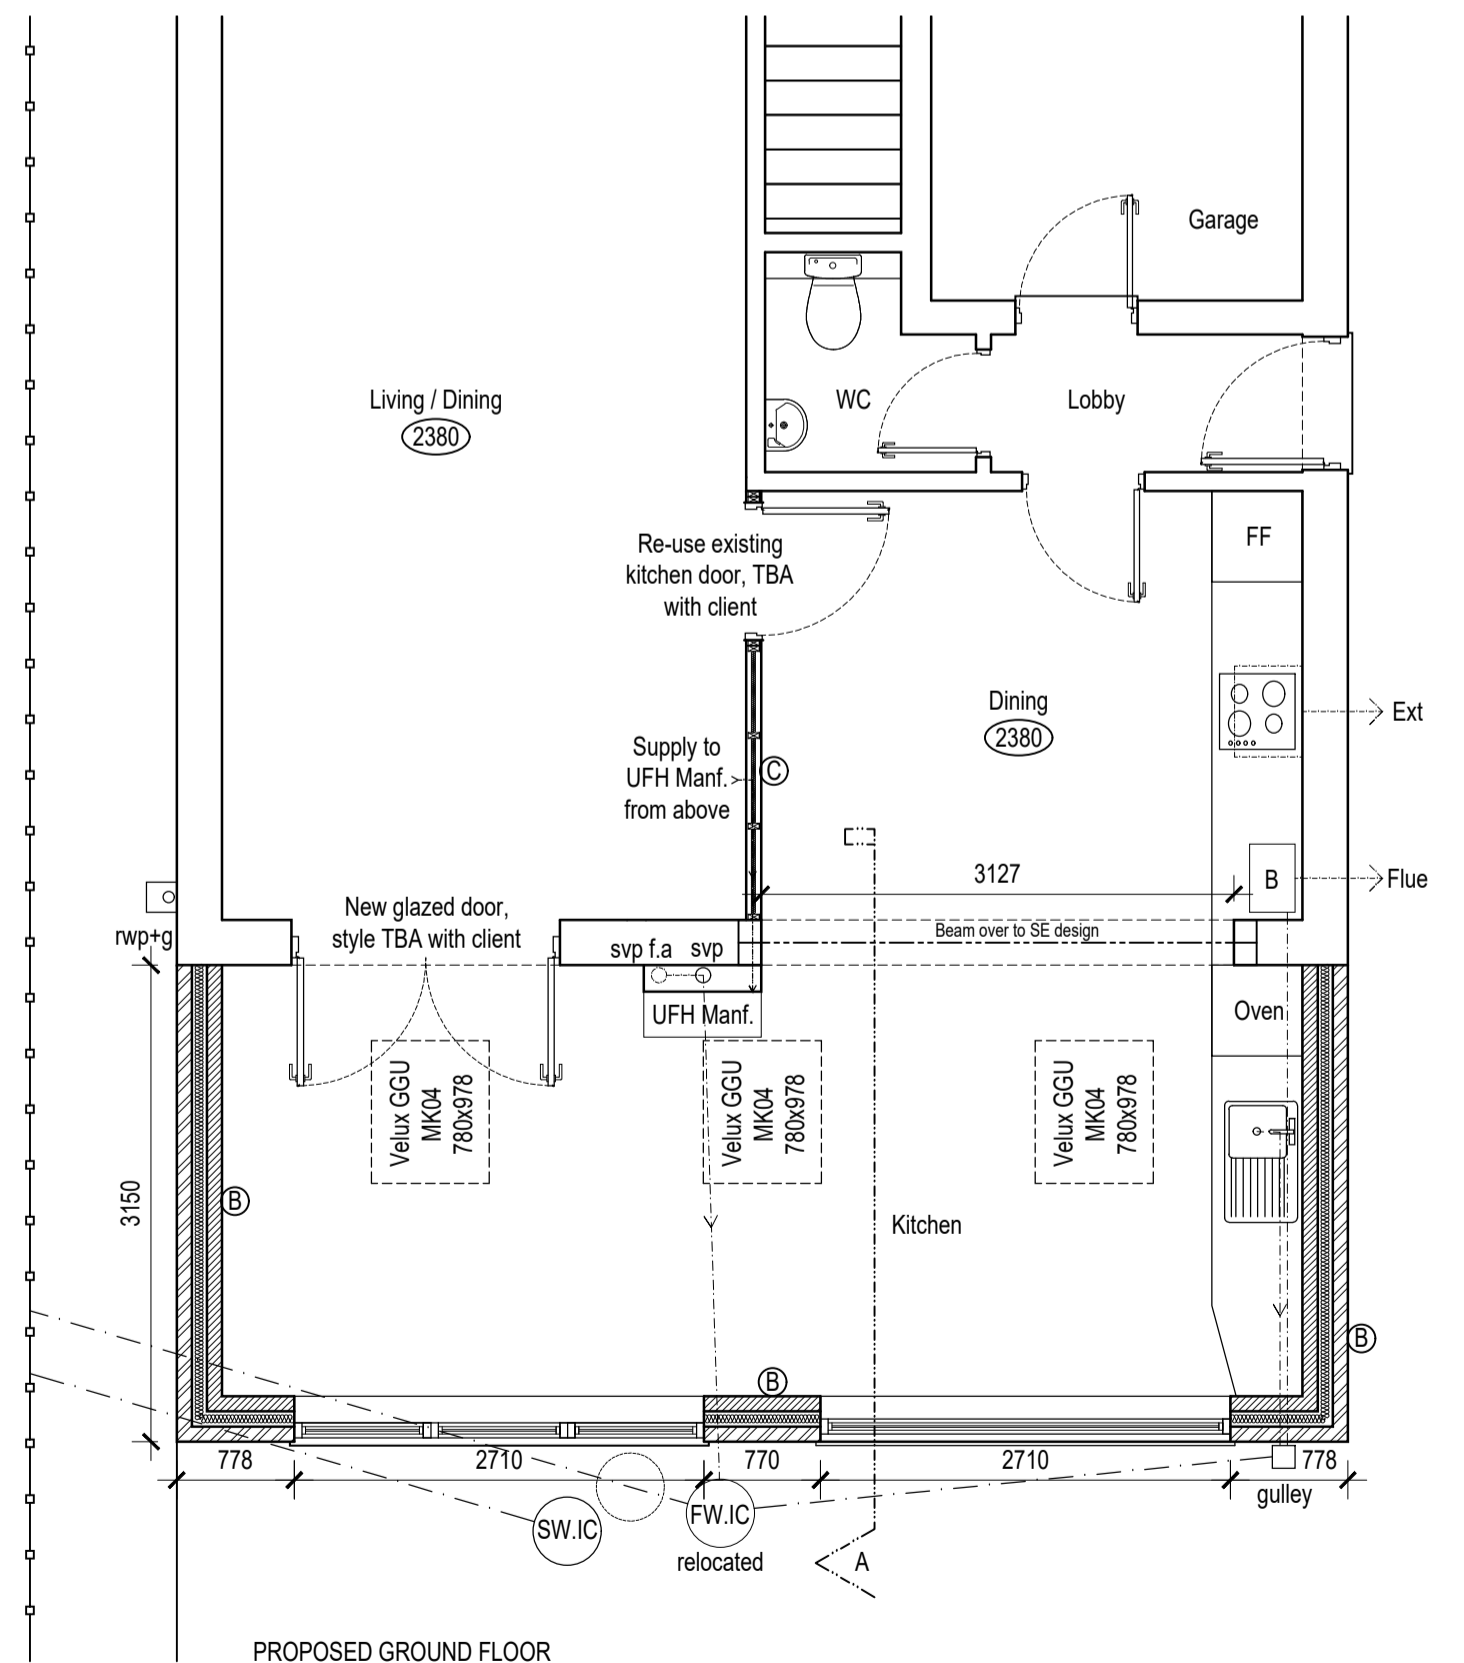 Garage
Living / Dining
2380
WC
Lobby
FF
Re-use existing
kitchen door, TBA
with client
Dining
2380
Ext
Supply to
UFH Manf.
from above
C
3127
B
Flue
New glazed door,
style TBA with client
rwp+g
svp f.a
svp
Beam over to SE design
UFH Manf.
Oven
Velux GGU
MK04
780x978
Velux GGU
MK04
780x978
Velux GGU
MK04
780x978
3150
B
Kitchen
B
B
778
2710
770
2710
778
gulley
SW.IC
FW.IC
relocated
A
PROPOSED GROUND FLOOR